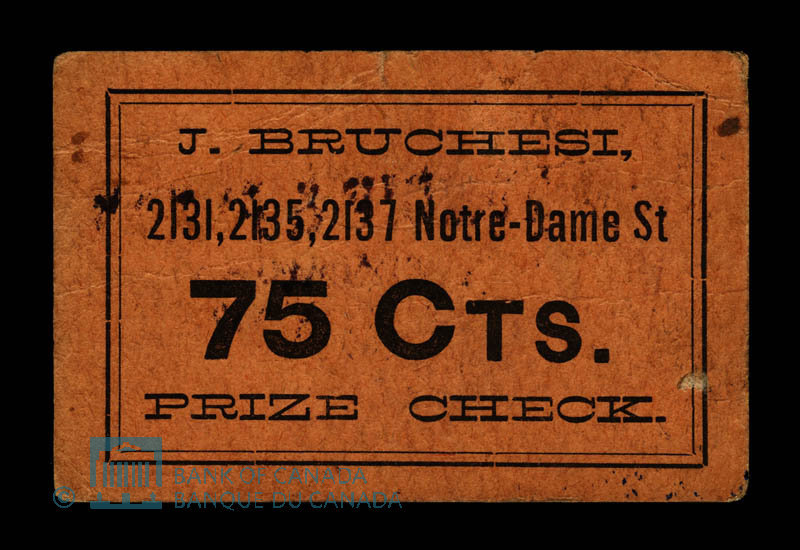 J. BRUCHESI,
2131, 2135, 2137 Notre-Dame St
75 CTS.
PRIZE CHECK.
© BANK OF CANADA
BANQUE DU CANADA